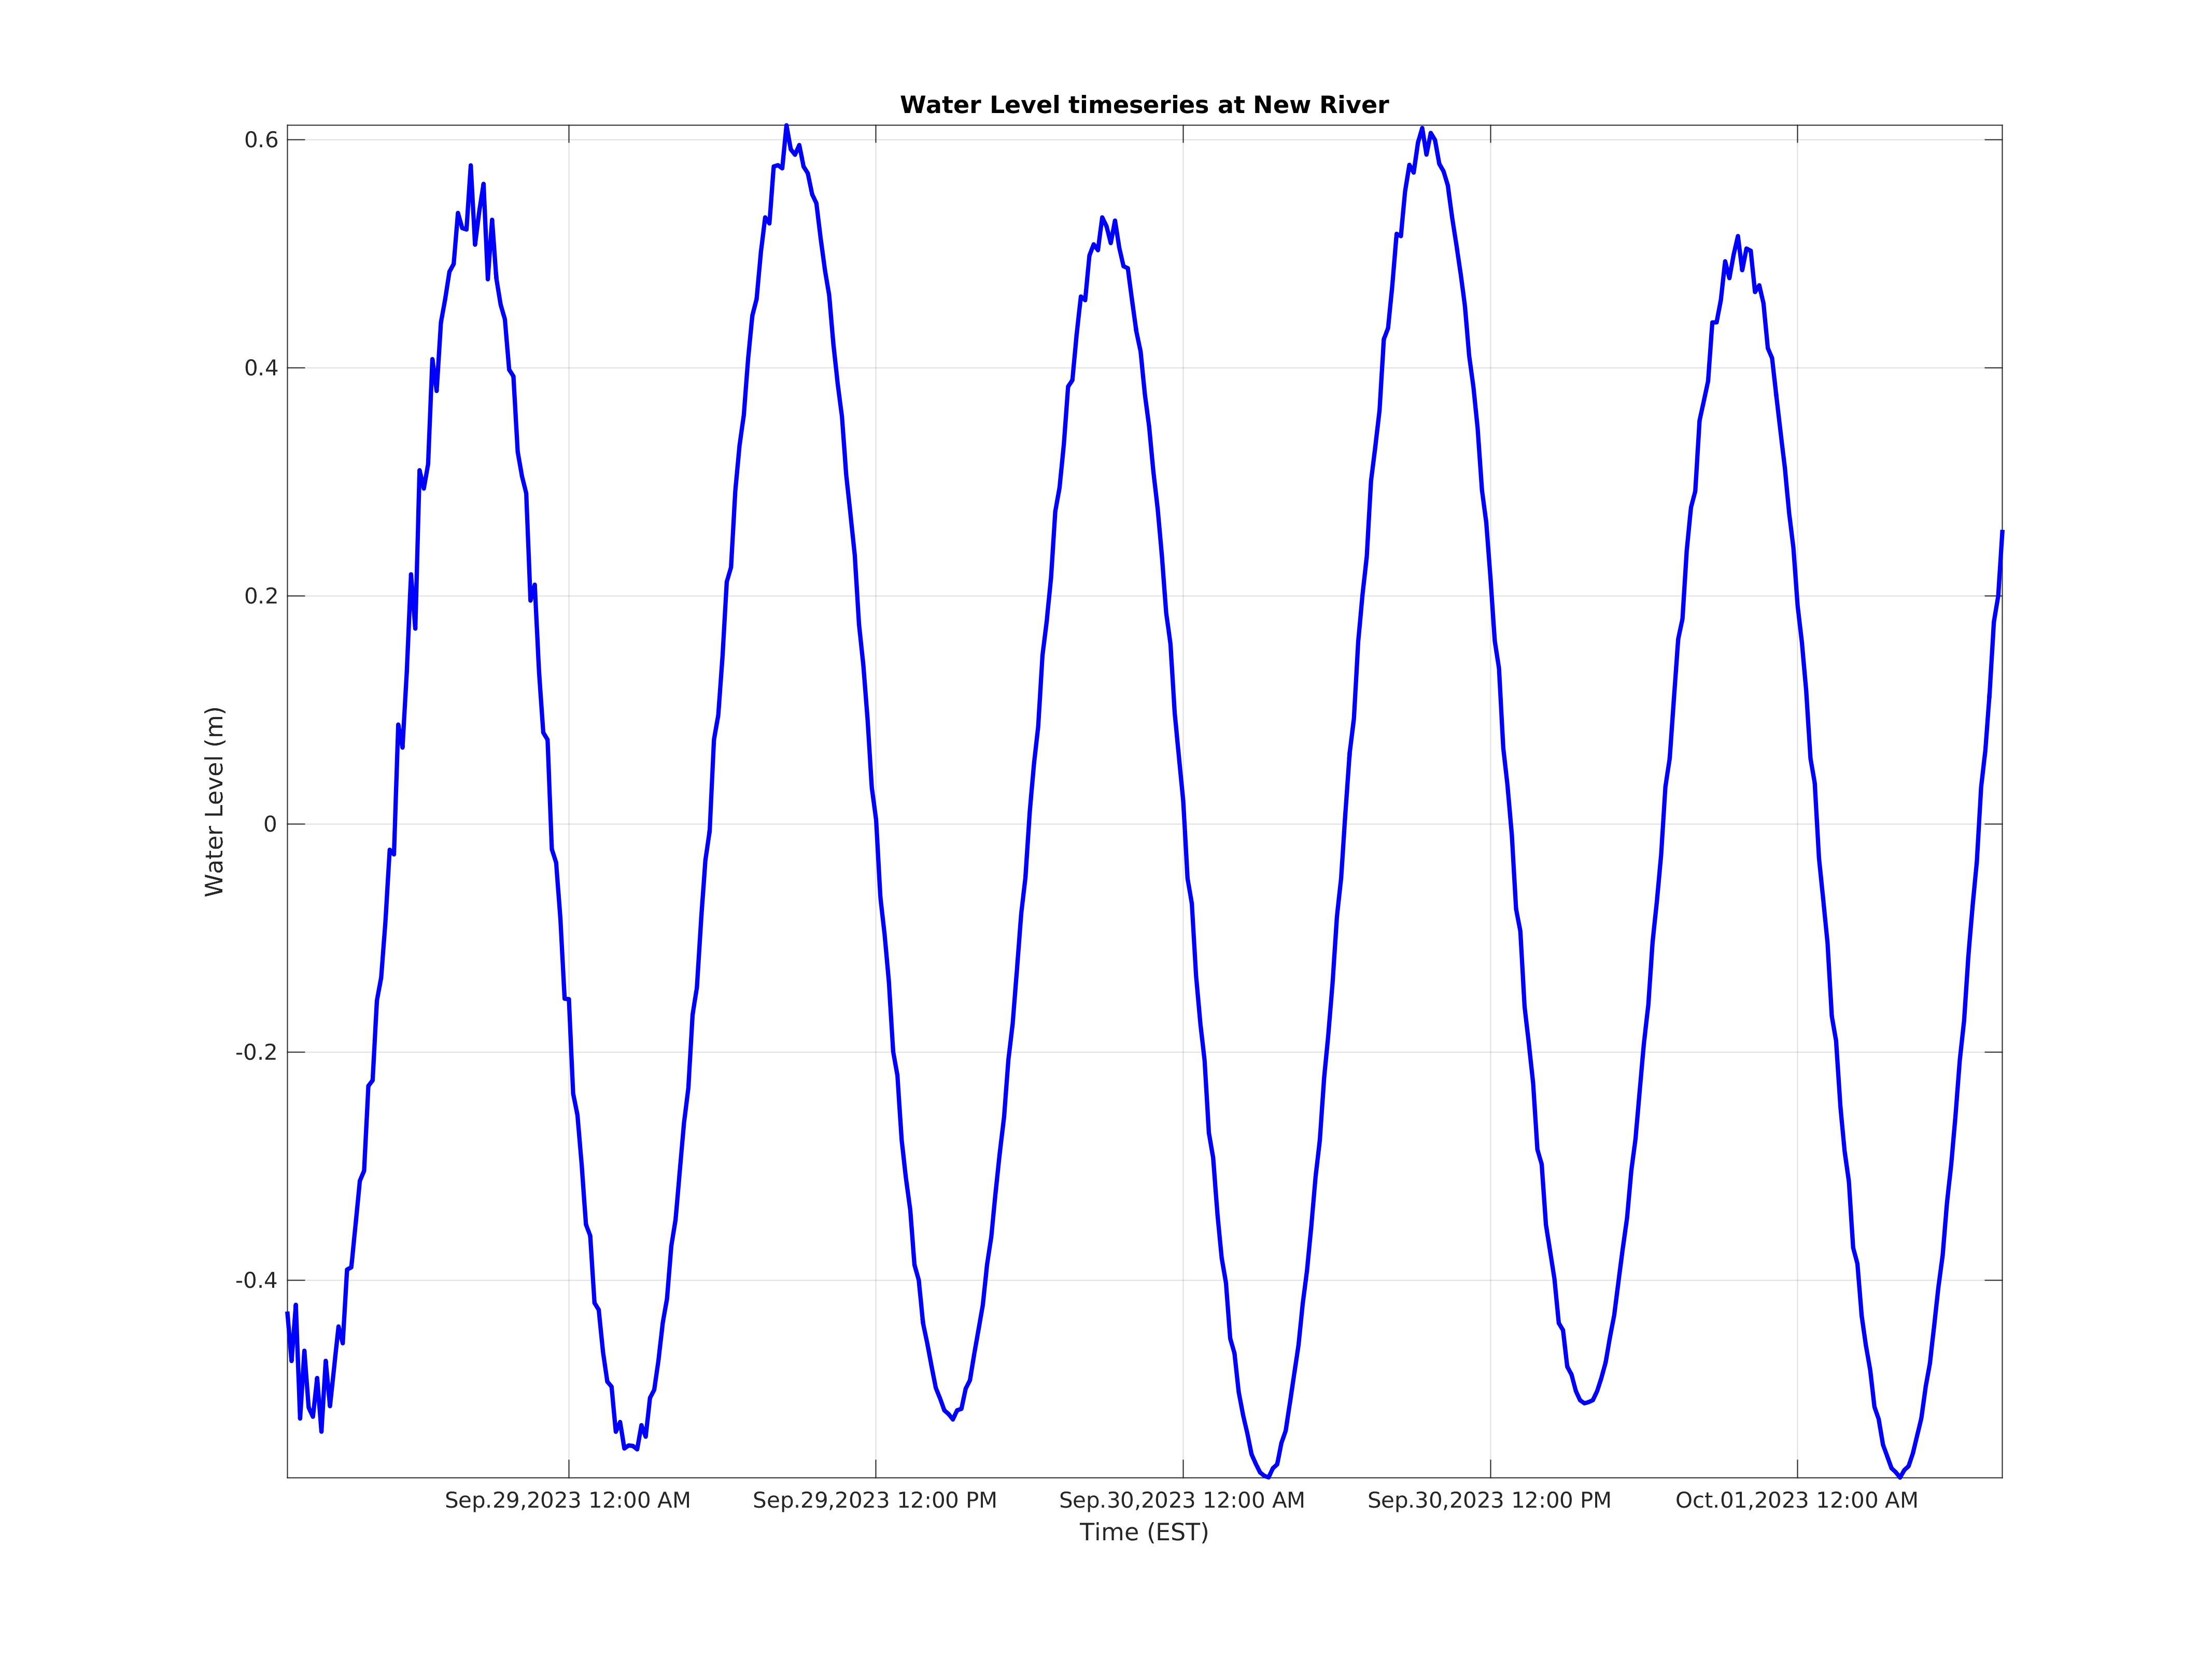 Water Level timeseries at New River
0.6
0.4
0.2
0
-0.2
-0.4
Water Level (m)
Sep.29,2023 12:00 AM
Sep.29,2023 12:00 PM
Sep.30,2023 12:00 AM
Sep.30,2023 12:00 PM
Oct.01,2023 12:00 AM
Time (EST)